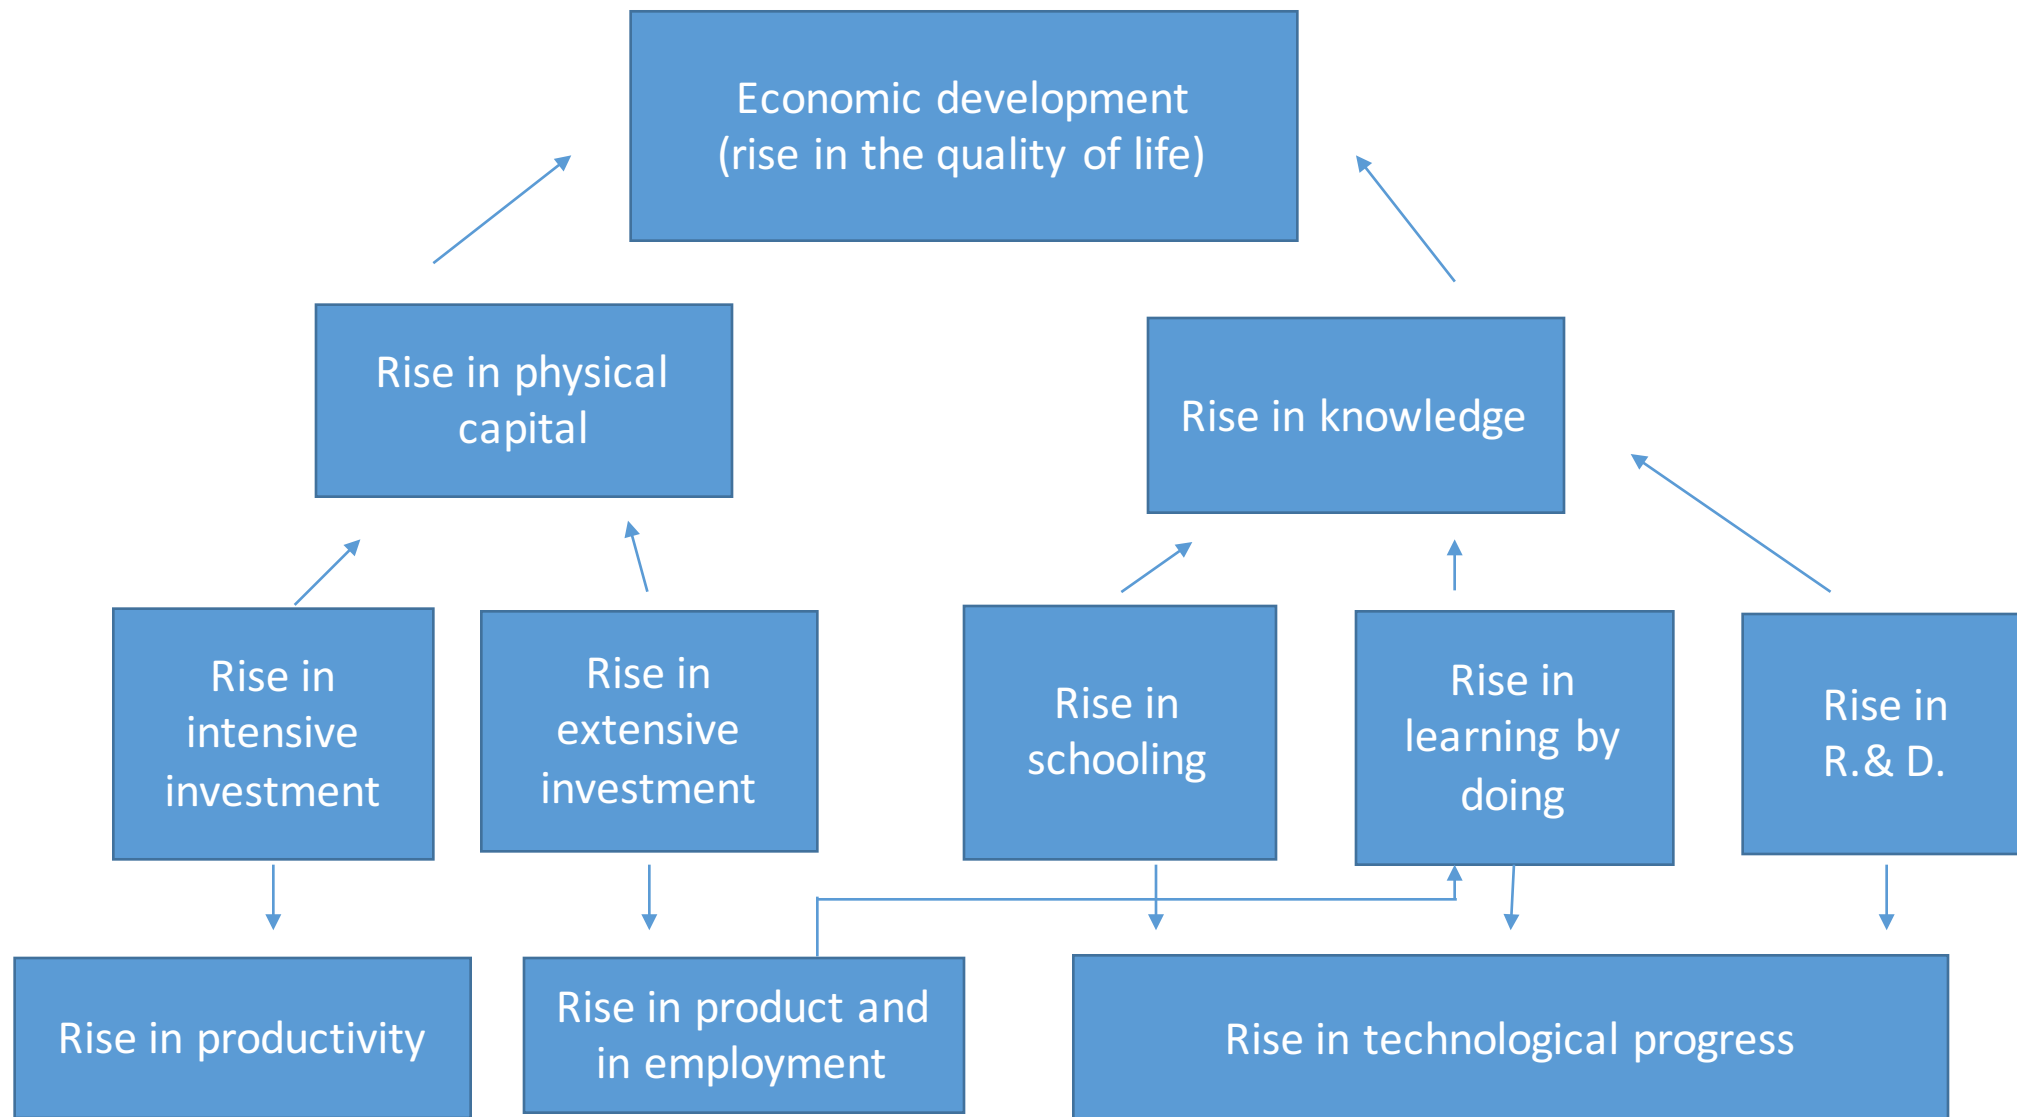 Economic development
(rise in the quality of life)
Rise in physical
capital
Rise in knowledge
Rise in
intensive
investment
Rise in
extensive
investment
Rise in
schooling
Rise in
learning by
doing
Rise in
R.& D.
Rise in productivity
Rise in product and
in employment
Rise in technological progress